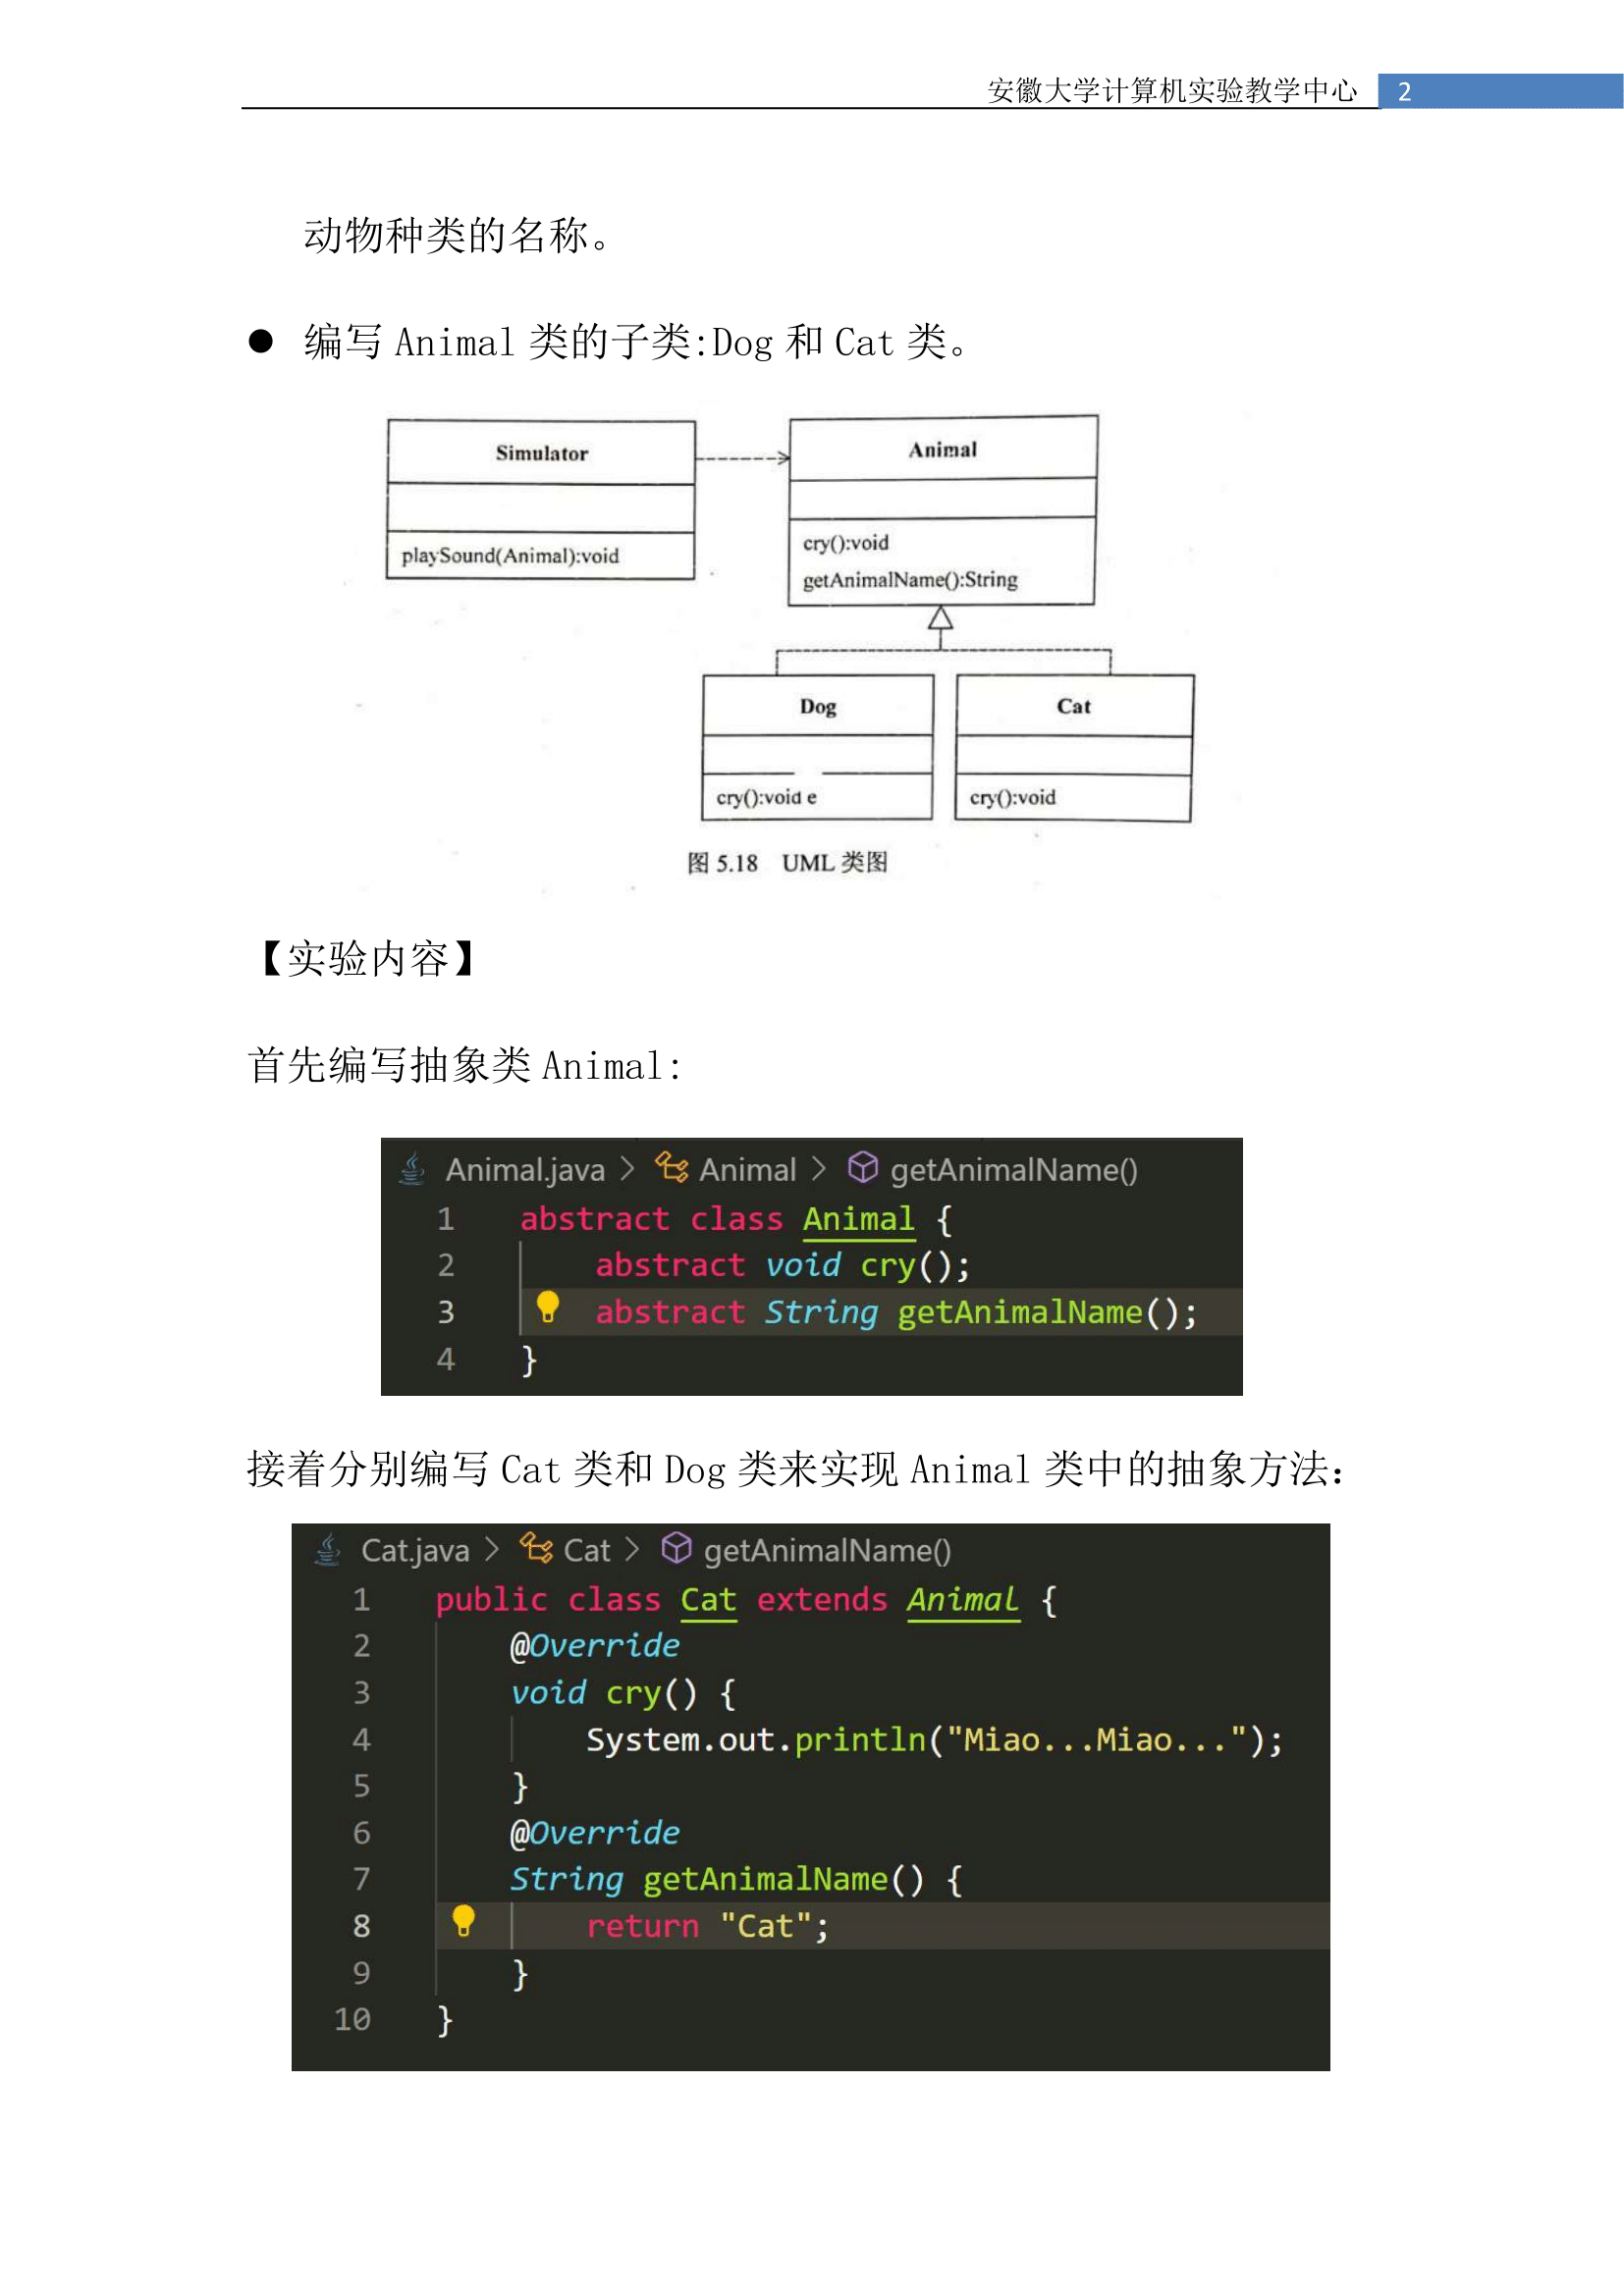 安徽大学计算机实验教学中心 2
动物种类的名称。
● 编写 Animal 类的子类:Dog 和 Cat 类。
Simulator
playSound(Animal):void
Animal
cry():void
getAnimalName():String
Dog
cry():void e
Cat
cry():void
图 5.18 UML 类图
【实验内容】
首先编写抽象类 Animal:
Animal.java > Animal > getAnimalName()
1 abstract class Animal {
2 abstract void cry();
3 abstract String getAnimalName();
4 }
接着分别编写 Cat 类和 Dog 类来实现 Animal 类中的抽象方法:
Cat.java > Cat > getAnimalName()
1 public class Cat extends Animal {
2 @Override
3 void cry() {
4 System.out.println("Miao...Miao...");
5 }
6 @Override
7 String getAnimalName() {
8 return "Cat";
9 }
10 }